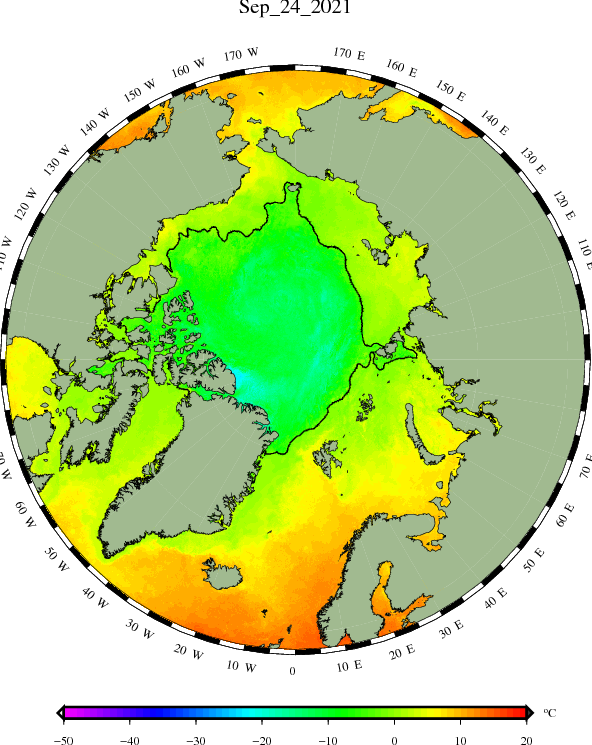 Sep_24_2021
170 W
170 E
160 W
160 E
150 W
150 E
140 W
140 E
130 W
130 E
120 W
120 E
110 E
70 E
60 W
60 E
50 W
50 E
40 W
40 E
30 W
30 E
20 W
20 E
10 W
10 E
0
°C
−50 −40 −30 −20 −10 0 10 20